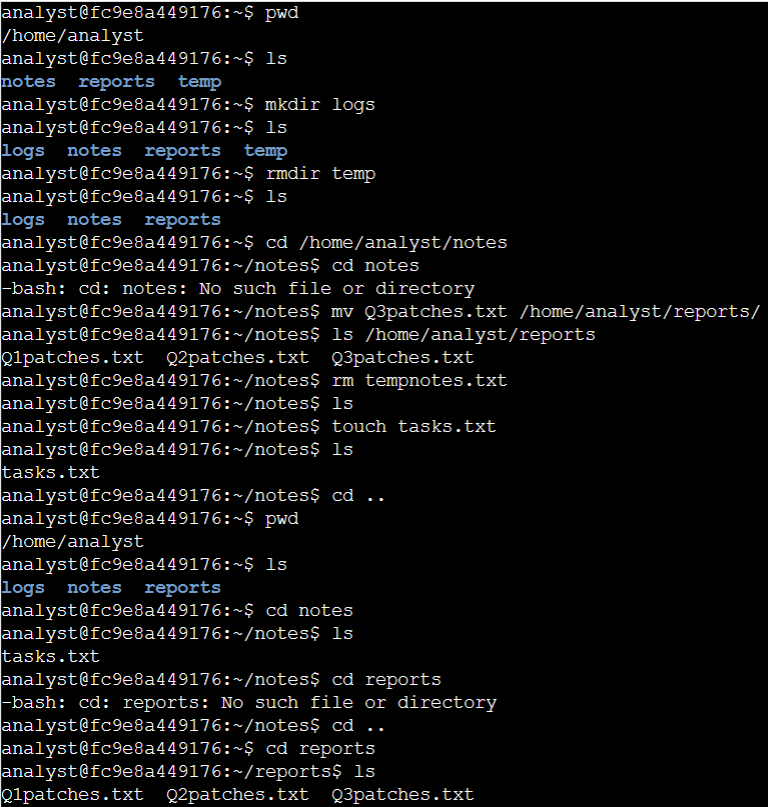 analyst@fc9e8a449176:~$ pwd
/home/analyst
analyst@fc9e8a449176:~$ ls
notes  reports  temp
analyst@fc9e8a449176:~$ mkdir logs
analyst@fc9e8a449176:~$ ls
logs  notes  reports  temp
analyst@fc9e8a449176:~$ rmdir temp
analyst@fc9e8a449176:~$ ls
logs  notes  reports
analyst@fc9e8a449176:~$ cd /home/analyst/notes
analyst@fc9e8a449176:~/notes$ cd notes
-bash: cd: notes: No such file or directory
analyst@fc9e8a449176:~/notes$ mv Q3patches.txt /home/analyst/reports/
analyst@fc9e8a449176:~/notes$ ls /home/analyst/reports
Q1patches.txt  Q2patches.txt  Q3patches.txt
analyst@fc9e8a449176:~/notes$ rm tempnotes.txt
analyst@fc9e8a449176:~/notes$ ls
analyst@fc9e8a449176:~/notes$ touch tasks.txt
analyst@fc9e8a449176:~/notes$ ls
tasks.txt
analyst@fc9e8a449176:~/notes$ cd ..
analyst@fc9e8a449176:~$ pwd
/home/analyst
analyst@fc9e8a449176:~$ ls
logs  notes  reports
analyst@fc9e8a449176:~$ cd notes
analyst@fc9e8a449176:~/notes$ ls
tasks.txt
analyst@fc9e8a449176:~/notes$ cd reports
-bash: cd: reports: No such file or directory
analyst@fc9e8a449176:~/notes$ cd ..
analyst@fc9e8a449176:~$ cd reports
analyst@fc9e8a449176:~/reports$ ls
Q1patches.txt  Q2patches.txt  Q3patches.txt